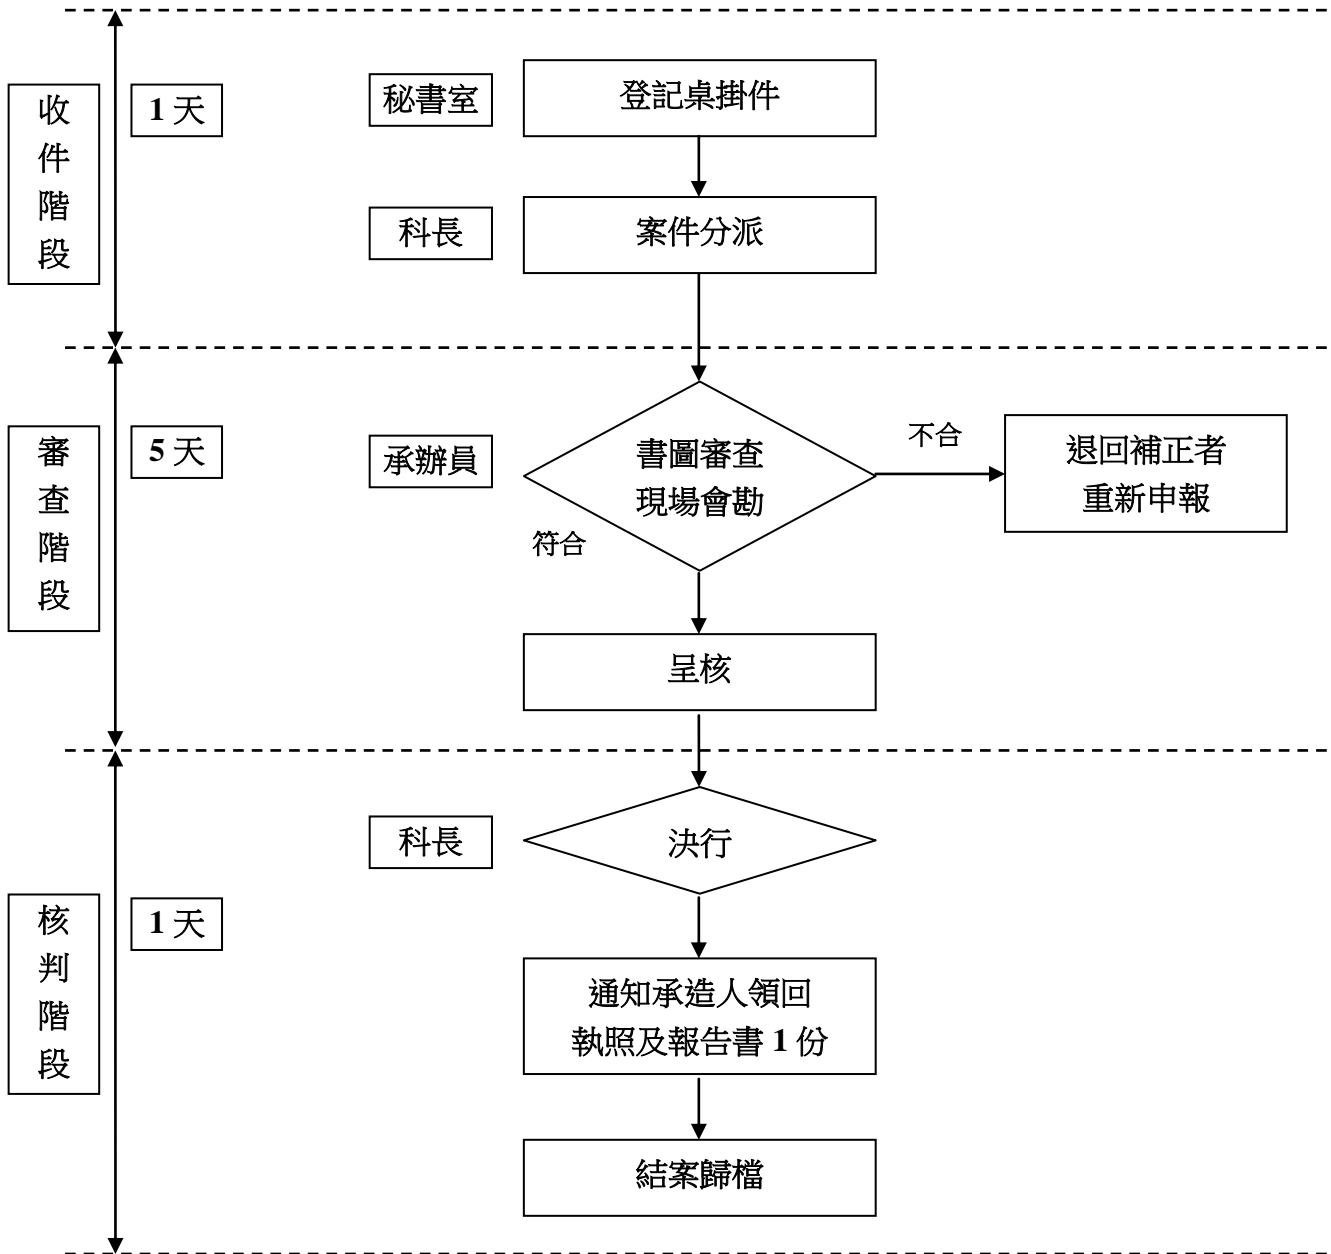 收件階段
1 天
秘書室
登記桌掛件
科長
案件分派
審查階段
5 天
承辦員
書圖審查
現場會勘
不合
退回補正者
重新申報
符合
呈核
核判階段
1 天
科長
決行
通知承造人領回
執照及報告書 1 份
結案歸檔